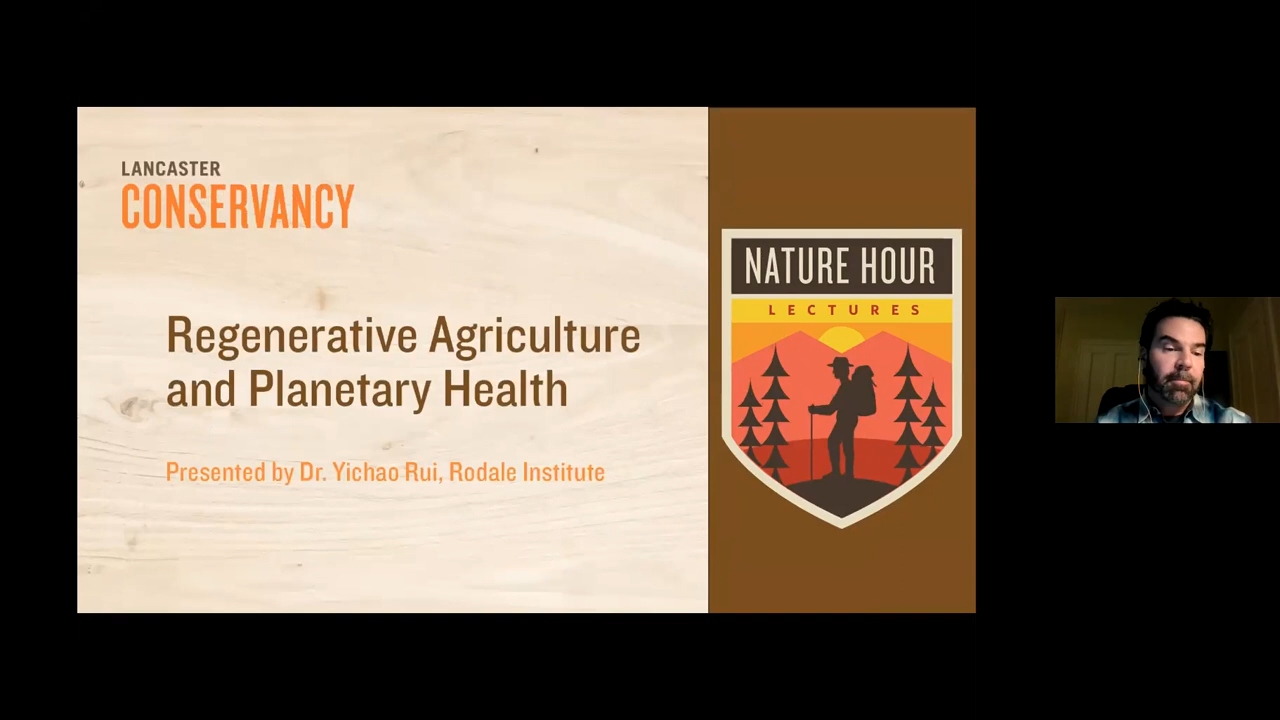 LANCASTER
CONSERVANCY
Regenerative Agriculture
and Planetary Health
Presented by Dr. Yichao Rui, Rodale Institute
NATURE HOUR
LECTURES